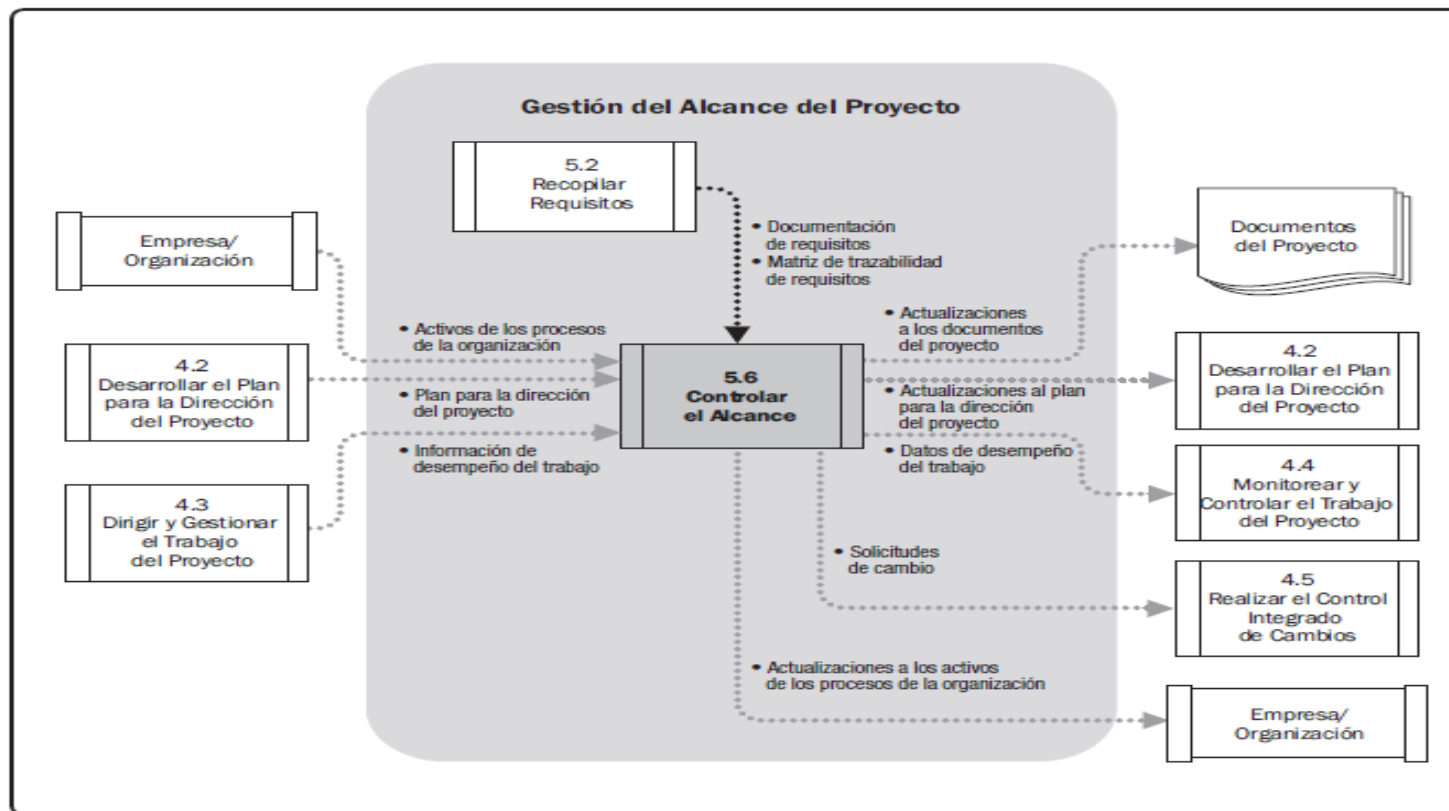 Gestión del Alcance del Proyecto
5.2
Recopilar
Requisitos
Empresa/
Organización
• Documentación
de requisitos
• Matriz de trazabilidad
de requisitos
Documentos
del Proyecto
• Activos de los procesos
de la organización
• Actualizaciones
a los documentos
del proyecto
4.2
Desarrollar el Plan
para la Dirección
del Proyecto
• Plan para la dirección
del proyecto
5.6
Controlar
el Alcance
• Actualizaciones al plan
para la dirección
del proyecto
4.2
Desarrollar el Plan
para la Dirección
del Proyecto
• Información de
desempeño del trabajo
• Datos de desempeño
del trabajo
4.3
Dirigir y Gestionar
el Trabajo
del Proyecto
4.4
Monitorear y
Controlar el Trabajo
del Proyecto
• Solicitudes
de cambio
4.5
Realizar el Control
Integrado
de Cambios
• Actualizaciones a los activos
de los procesos de la organización
Empresa/
Organización